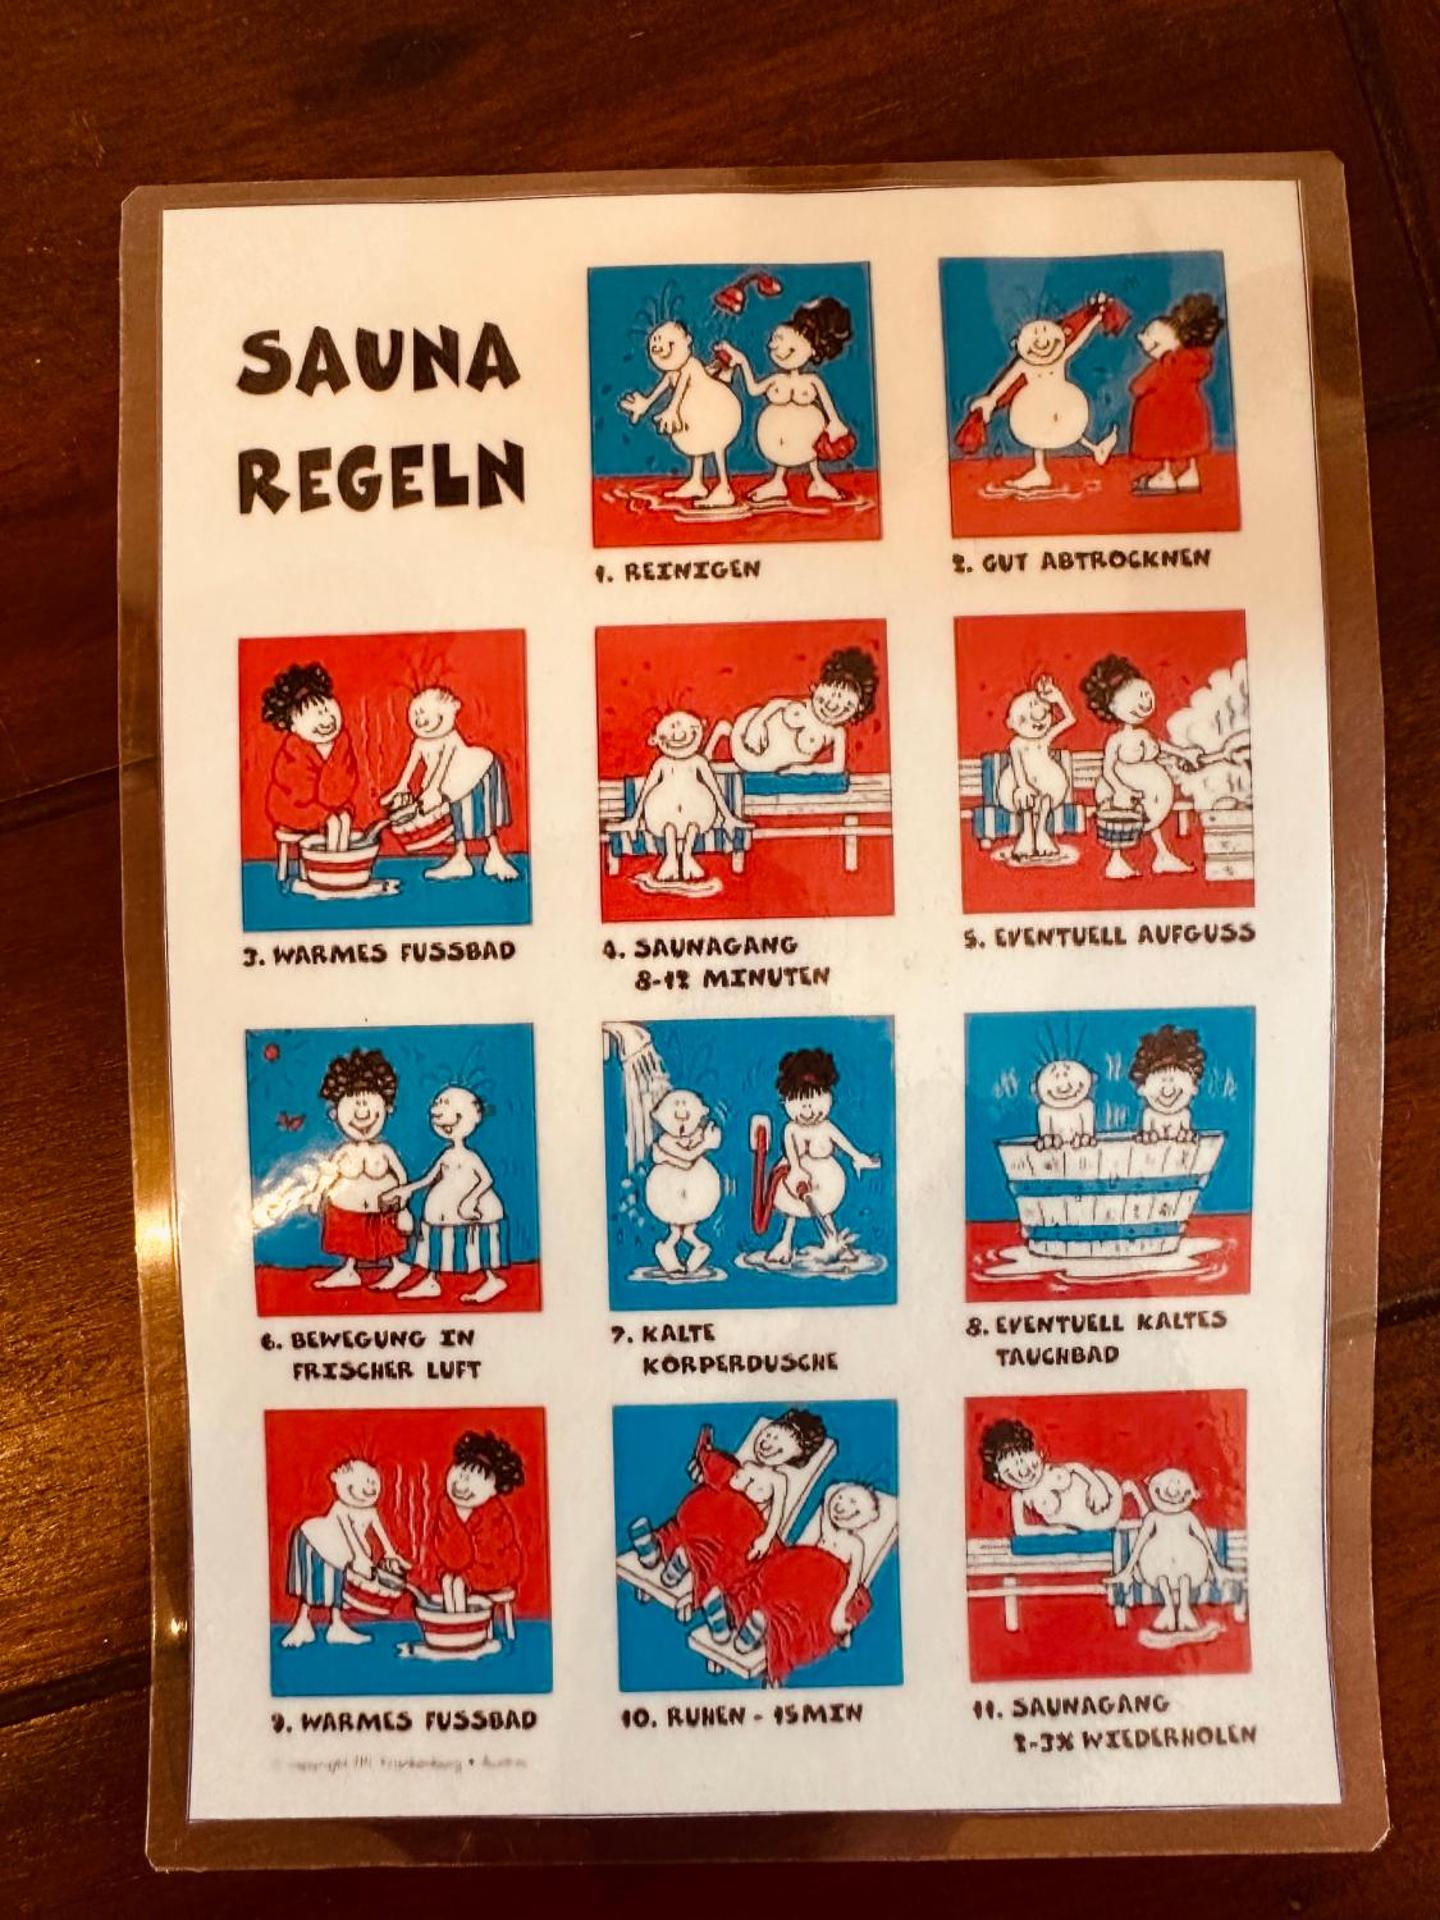 SAUNA
REGELN
1. REINIGEN
2. GUT ABTROCKNEN
3. WARMES FUSSBAD
4. SAUNAGANG
8-12 MINUTEN
5. EVENTUELL AUFGUSS
6. BEWEGUNG IN
FRISCHER LUFT
7. KALTE
KÖRPERDUSCHE
8. EVENTUELL KALTES
TAUCHBAD
9. WARMES FUSSBAD
10. RUHEN - 15MIN
11. SAUNAGANG
2-3X WIEDERHOLEN